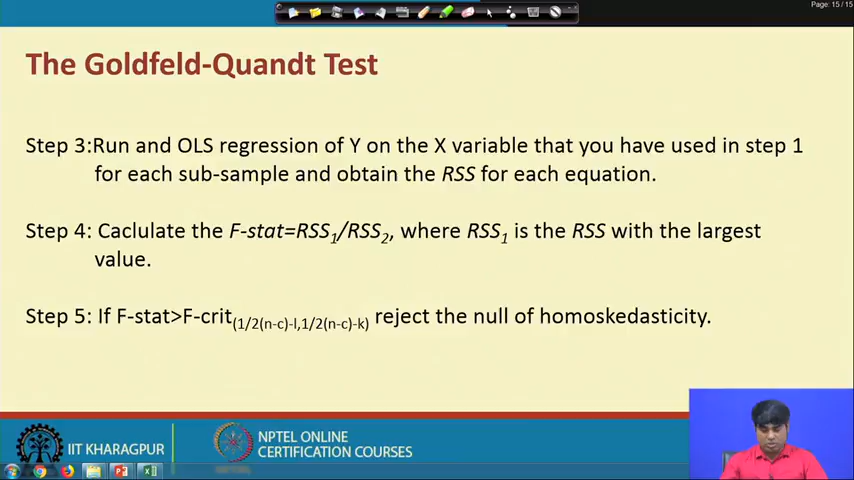 Page: 15 / 15
The Goldfeld-Quandt Test
Step 3:Run and OLS regression of Y on the X variable that you have used in step 1
for each sub-sample and obtain the RSS for each equation.
Step 4: Caclulate the F-stat=RSS1/RSS2, where RSS1 is the RSS with the largest
value.
Step 5: If F-stat>F-crit(1/2(n-c)-l,1/2(n-c)-k) reject the null of homoskedasticity.
IIT KHARAGPUR
NPTEL ONLINE
CERTIFICATION COURSES